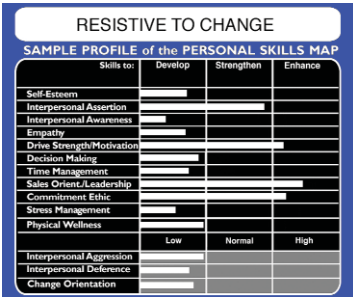 RESISTIVE TO CHANGE
SAMPLE PROFILE of the PERSONAL SKILLS MAP
Skills to: Develop Strengthen Enhance
Self-Esteem
Interpersonal Assertion
Interpersonal Awareness
Empathy
Drive Strength/Motivation
Decision Making
Time Management
Sales Orient./Leadership
Commitment Ethic
Stress Management
Physical Wellness
Low Normal High
Interpersonal Aggression
Interpersonal Deference
Change Orientation